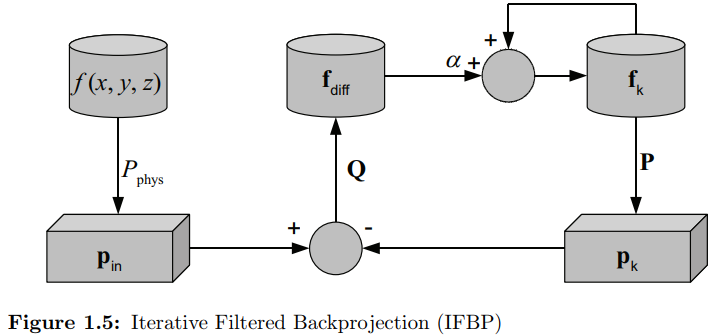 f(x, y, z)
f_diff
α + +
f_k
P_phys
Q
P
p_in
+ -
p_k
Figure 1.5: Iterative Filtered Backprojection (IFBP)